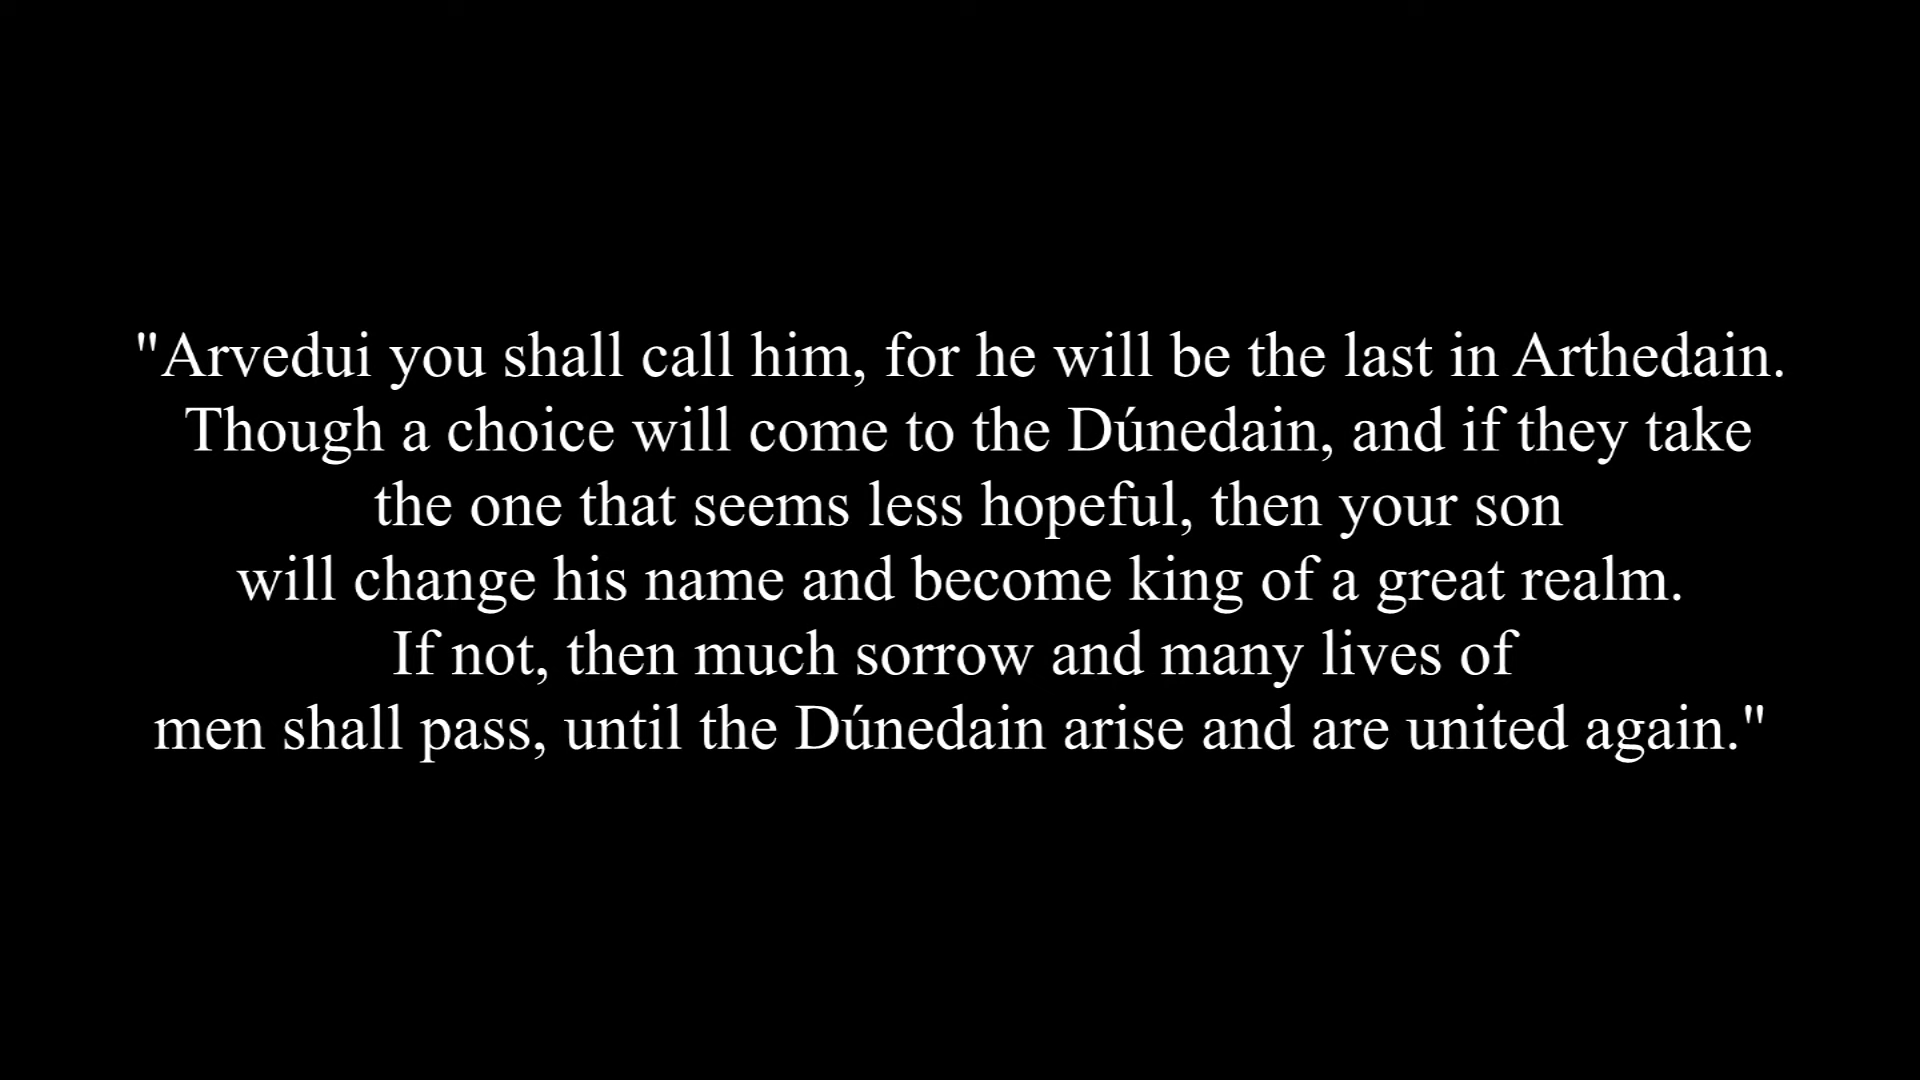 "Arvedui you shall call him, for he will be the last in Arthedain.
Though a choice will come to the Dúnedain, and if they take
the one that seems less hopeful, then your son
will change his name and become king of a great realm.
If not, then much sorrow and many lives of
men shall pass, until the Dúnedain arise and are united again."